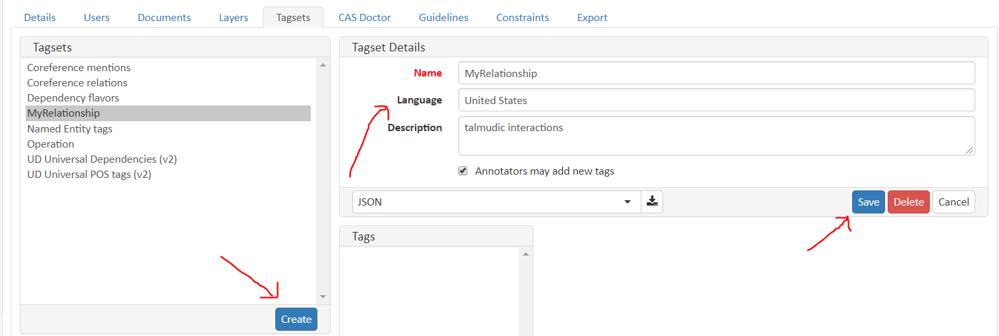 Details Users Documents Layers Tagsets CAS Doctor Guidelines Constraints Export
Tagsets
Coreference mentions
Coreference relations
Dependency flavors
MyRelationship
Named Entity tags
Operation
UD Universal Dependencies (v2)
UD Universal POS tags (v2)
Create
Tagset Details
Name MyRelationship
Language United States
Description talmudic interactions
Annotators may add new tags
JSON Save Delete Cancel
Tags